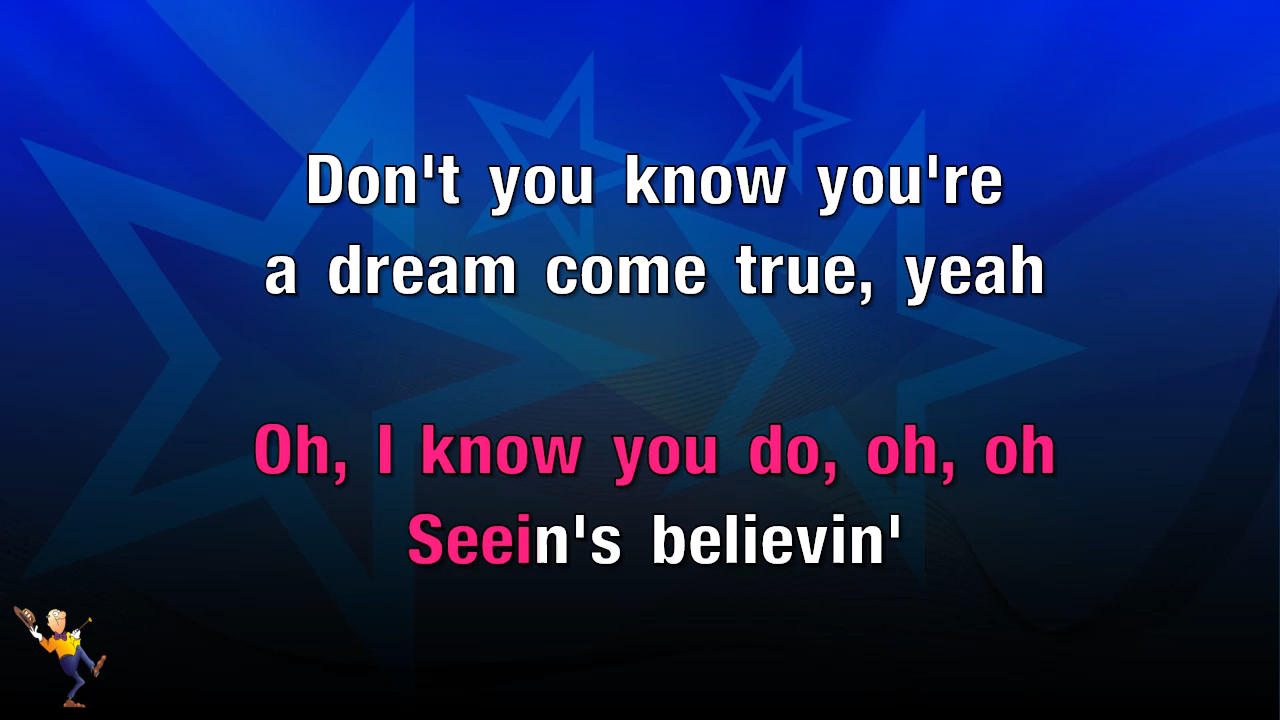 Don't you know you're
a dream come true, yeah
Oh, I know you do, oh, oh
Seein's believin'